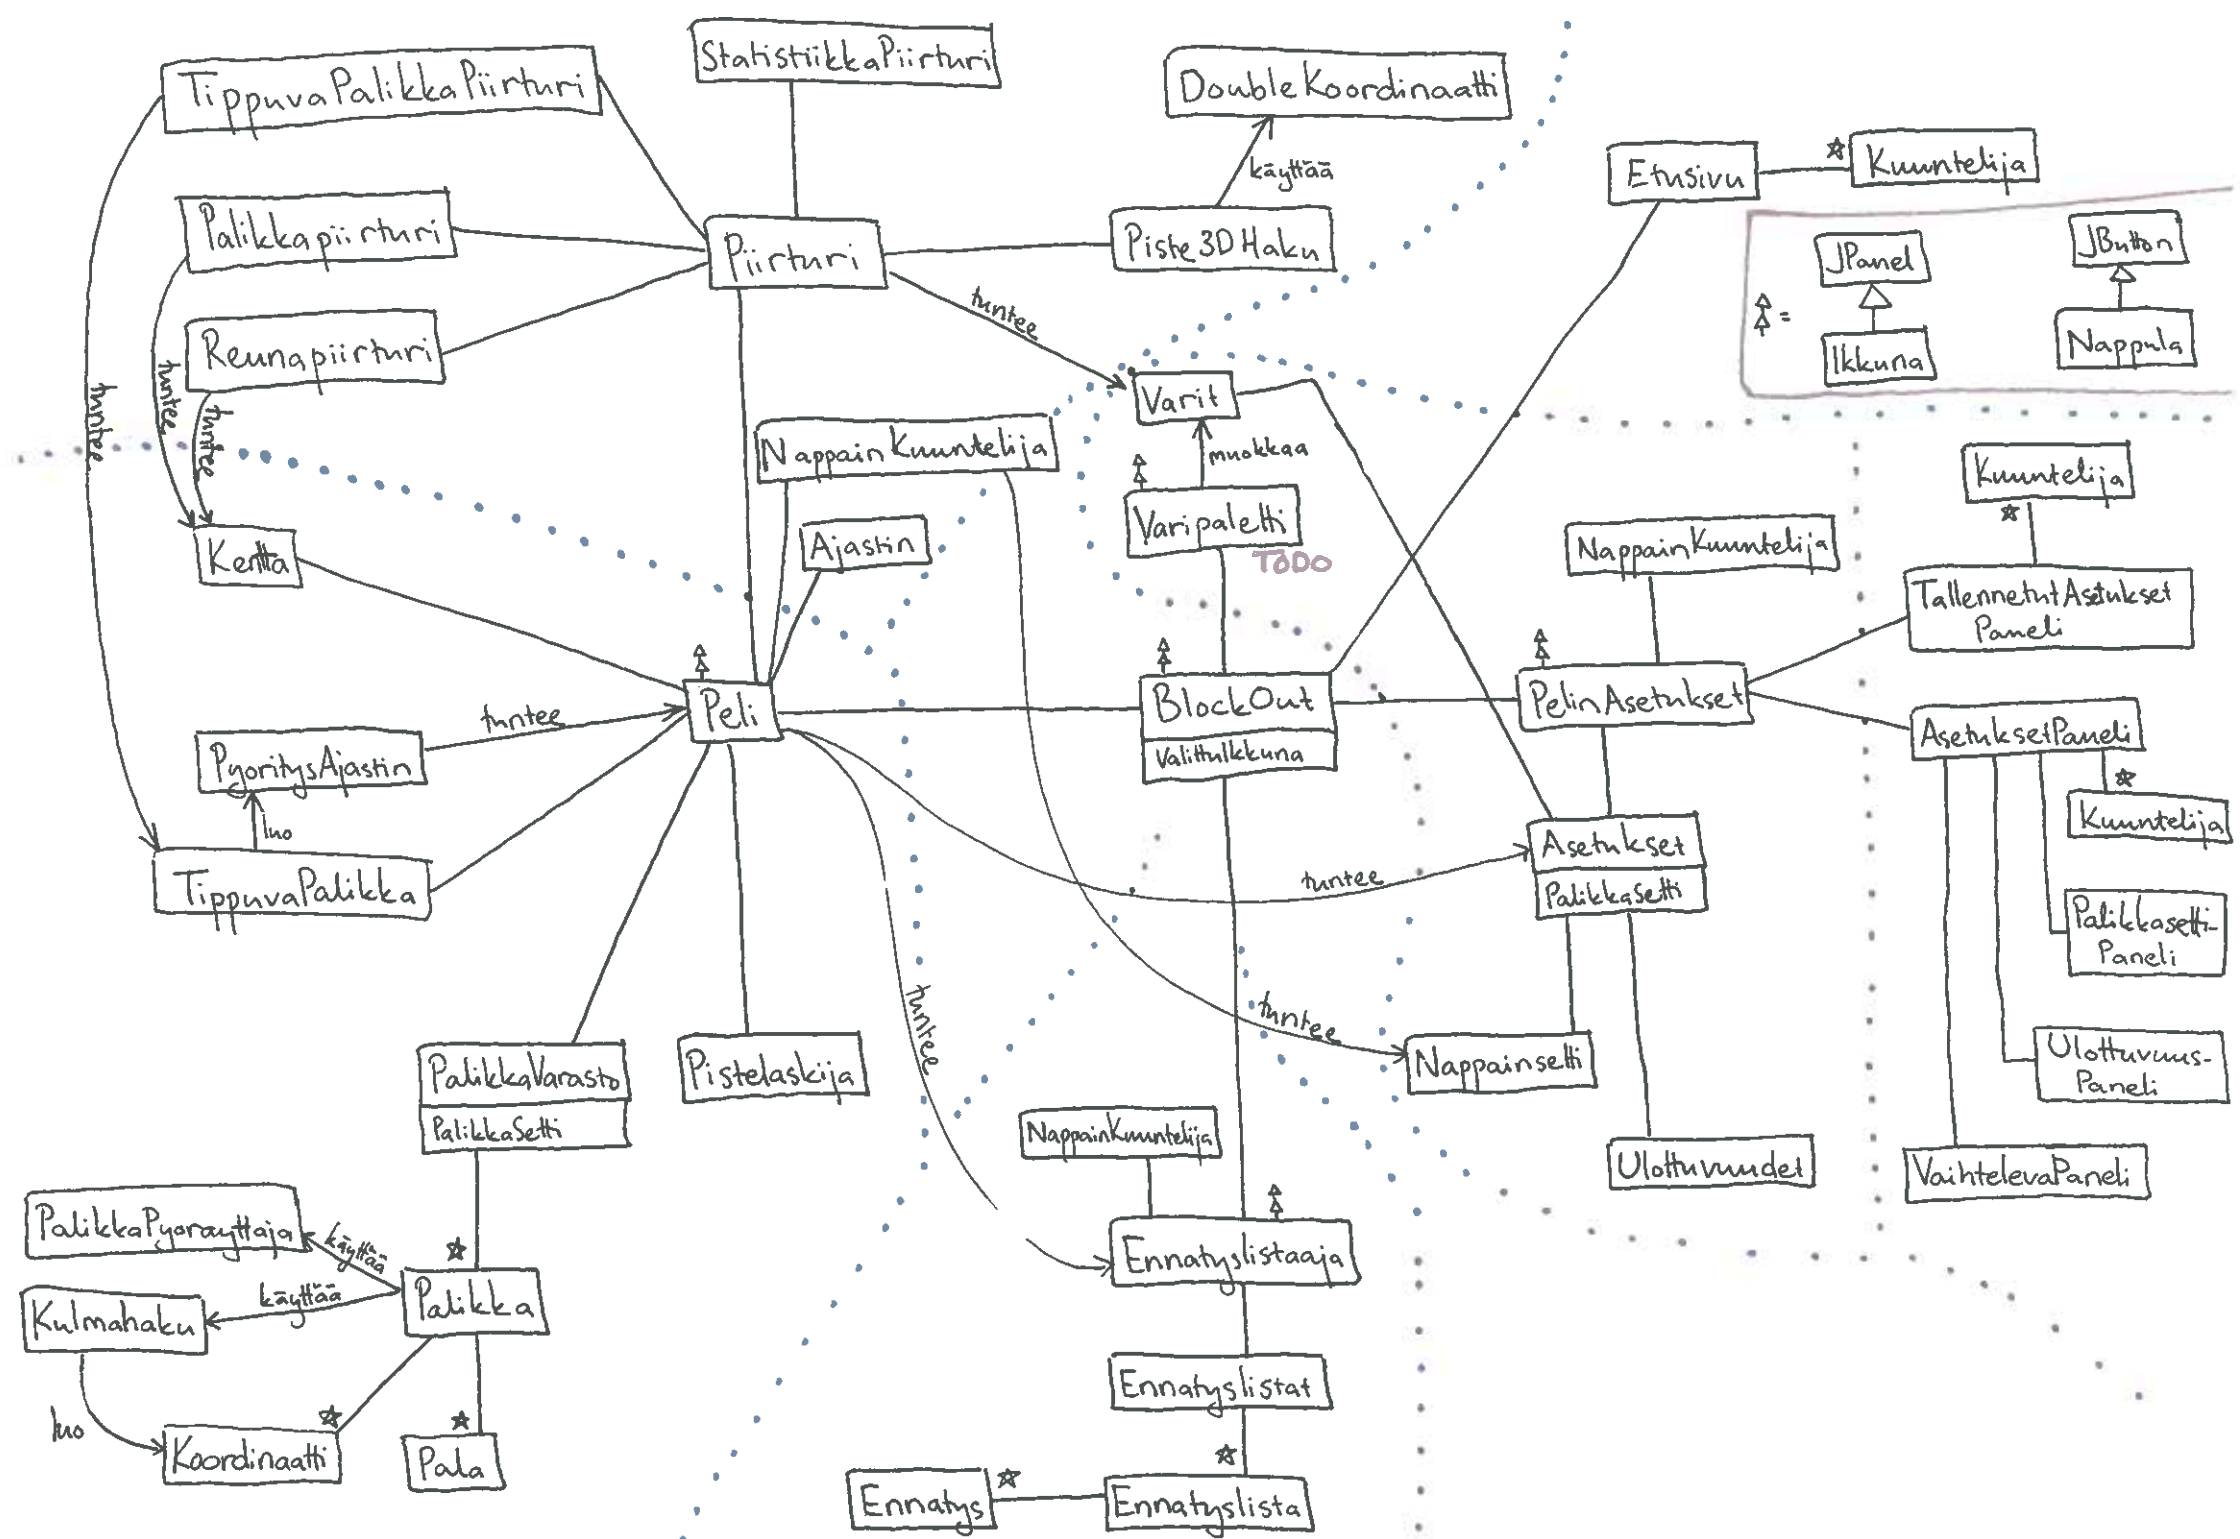 StatistiikkaPiirturi
TippuvaPalikkaPiirturi
DoubleKoordinaatti
Etusivu
☆
Kuuntelija
käyttää
Palikkapiirturi
Piirturi
Piste3DHaku
JPanel
JButton
=
Ikkuna
Nappula
tuntee
Reunapiirturi
tuntee
tuntee
tuntee
Varit
muokkaa
NappainKuuntelija
Varipaletti
TODO
Ajastin
Kentta
Kuuntelija
☆
NappainKuuntelija
TallennetutAsetukset
Paneli
Peli
BlockOut
ValittuIkkuna
PelinAsetukset
AsetuksetPaneli
☆
Kuuntelija
tuntee
PyoritysAjastin
luo
TippuvaPalikka
tuntee
Asetukset
PalikkaSetti
Palikkasetti-
Paneli
tuntee
tuntee
Nappainsetti
Ulottuvuus-
Paneli
PalikkaVarasto
PalikkaSetti
Pistelaskija
NappainKuuntelija
Ulottuvuudet
VaihtelevaPaneli
PalikkaPyorayttaja
käyttää
☆
Palikka
Kulmahaku
käyttää
Ennatyslistaaja
luo
☆
Koordinaatti
☆
Pala
Ennatyslistat
☆
Ennatys
☆
Ennatyslista